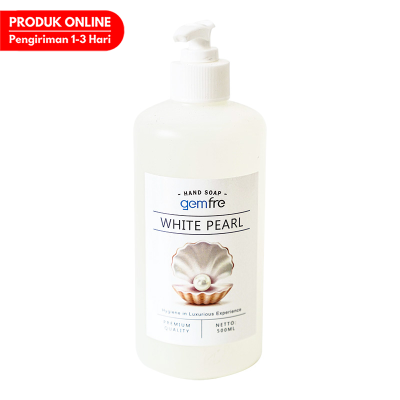 PRODUK ONLINE
Pengiriman 1-3 Hari
- HAND SOAP -
gemfre
WHITE PEARL
Hygiene in Luxurious Experience
PREMIUM
QUALITY
NETTO:
500ML